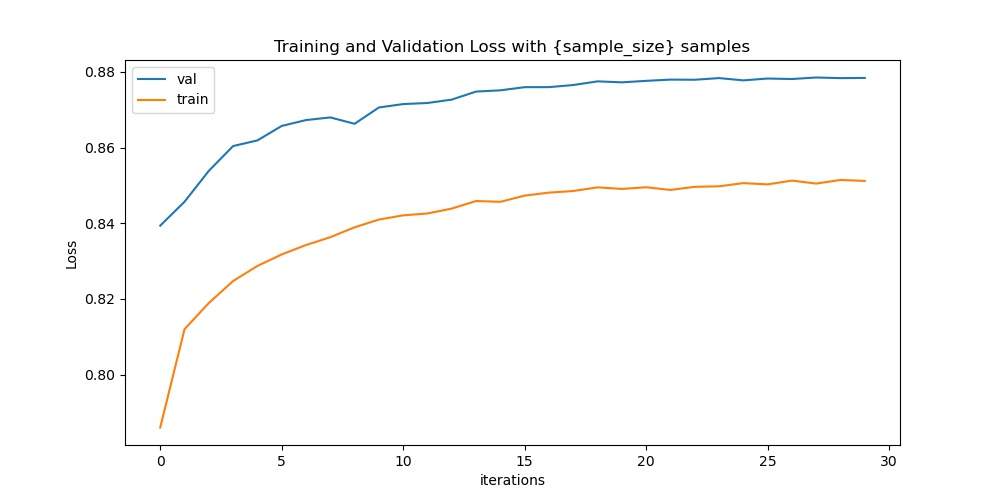 Training and Validation Loss with {sample_size} samples
val
train
Loss
0.88
0.86
0.84
0.82
0.80
0
5
10
15
20
25
30
iterations